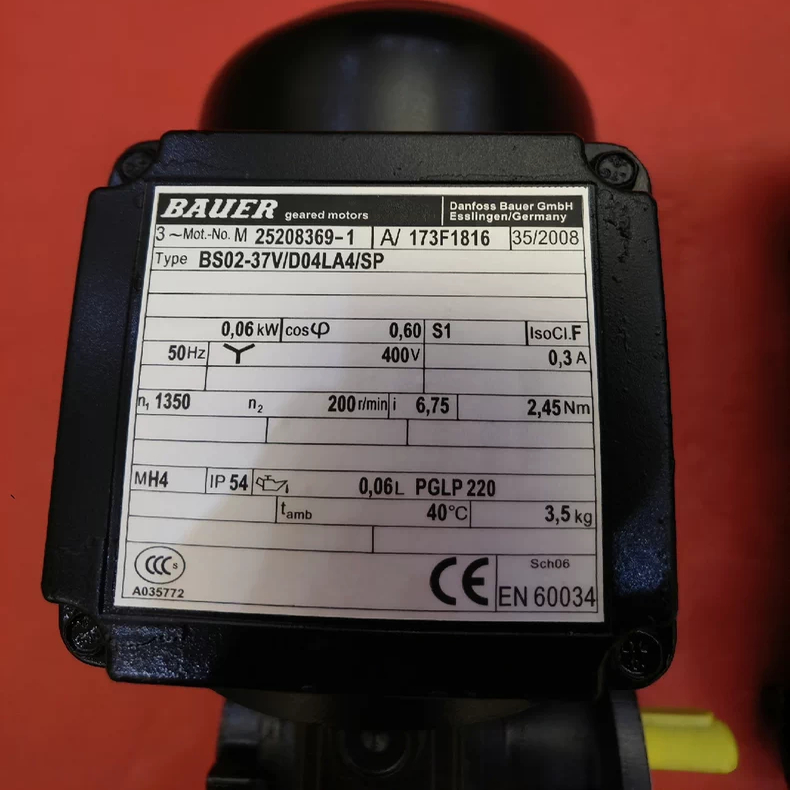 BAUER geared motors Danfoss Bauer GmbH
Esslingen/Germany
3~Mot.-No. M 25208369-1 A/ 173F1816 35/2008
Type BS02-37V/D04LA4/SP
0,06 kW cosφ 0,60 S1 IsoCl.F
50Hz 400V 0,3 A
n₁ 1350 n₂ 200 r/min i 6,75 2,45 Nm
MH4 IP 54 0,06L PGLP 220
tamb 40°C 3,5 kg
CCC S
A035772
CE
Sch06
EN 60034